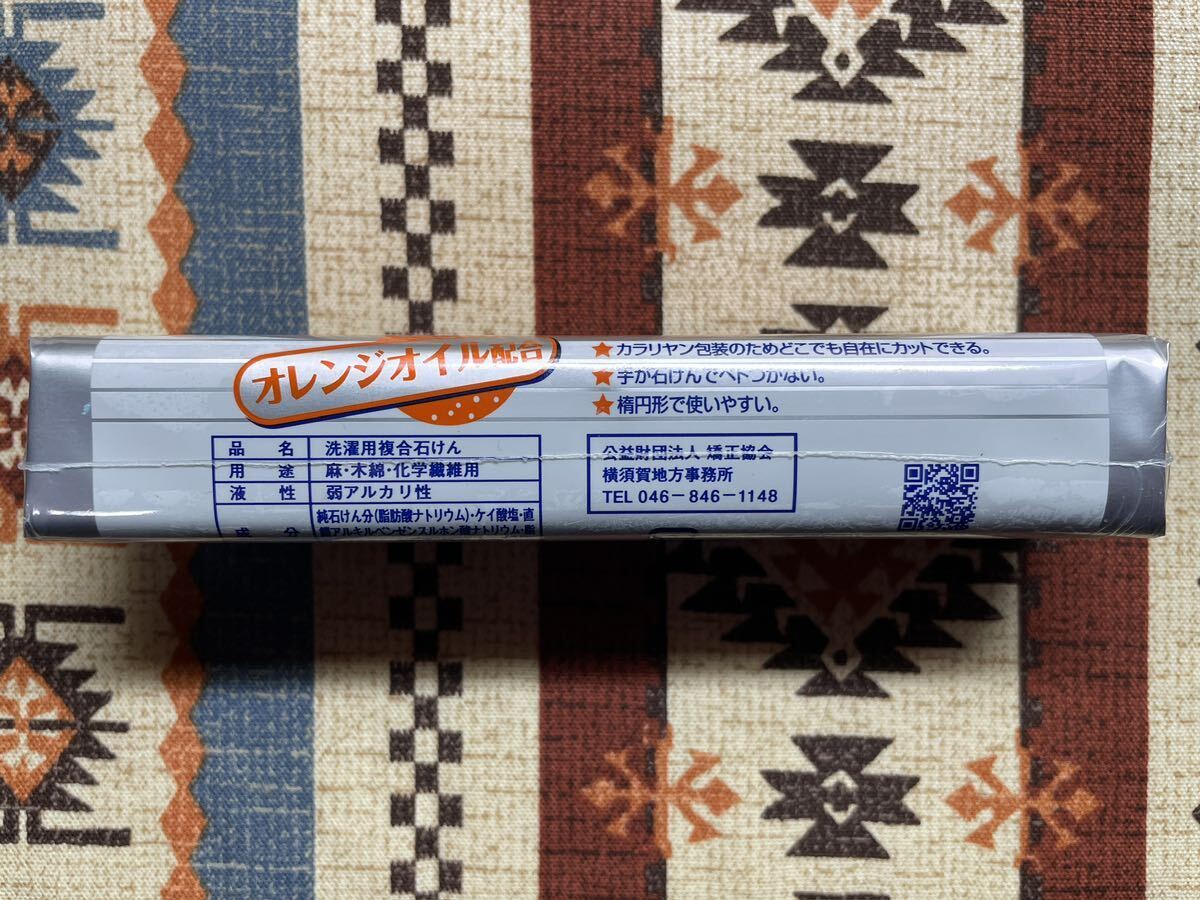 オレンジオイル配合
★カラリヤン包装のためどこでも自在にカットできる。
★手が石けんでベトつかない。
★楕円形で使いやすい。
品名 洗濯用複合石けん
用途 麻・木綿・化学繊維用
液性 弱アルカリ性
成分 純石けん分(脂肪酸ナトリウム)・ケイ酸塩・直
鎖アルキルベンゼンスルホン酸ナトリウム・脂
公益財団法人 矯正協会
横須賀地方事務所
TEL 046-846-1148